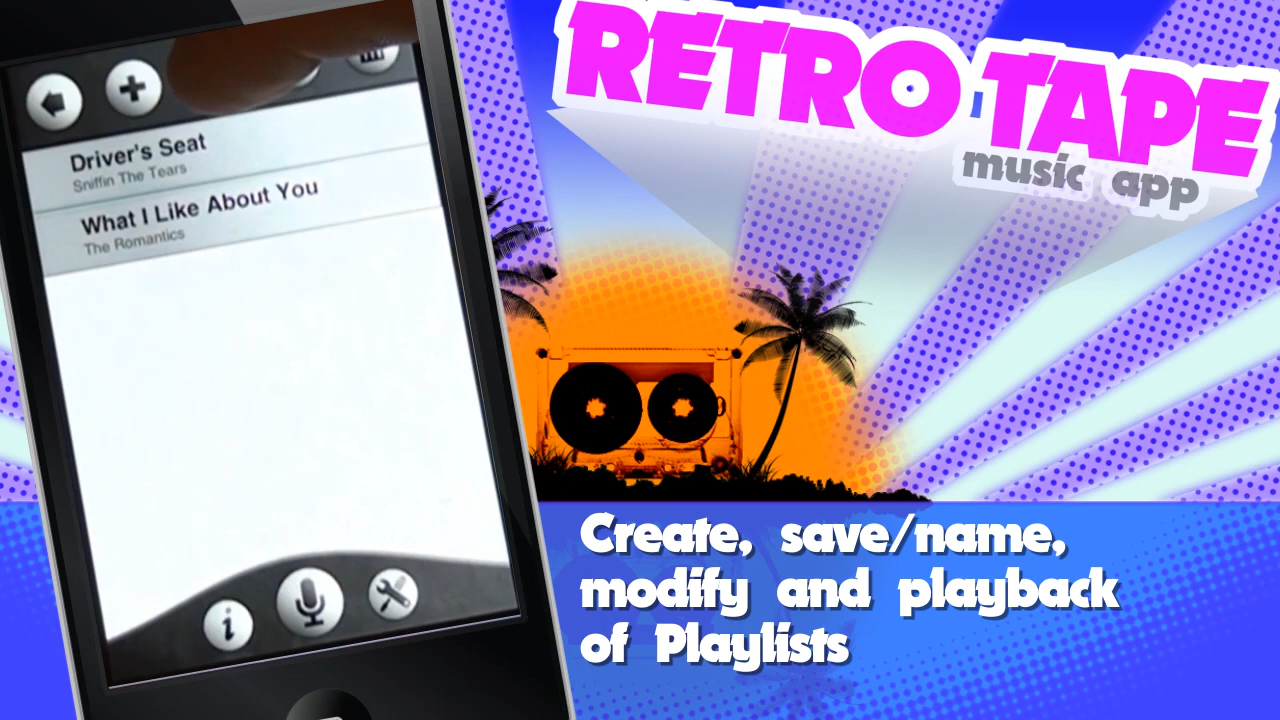 RETRO TAPE
music app
Driver's Seat
Sniffin The Tears
What I Like About You
The Romantics
i
Create, save/name,
modify and playback
of Playlists